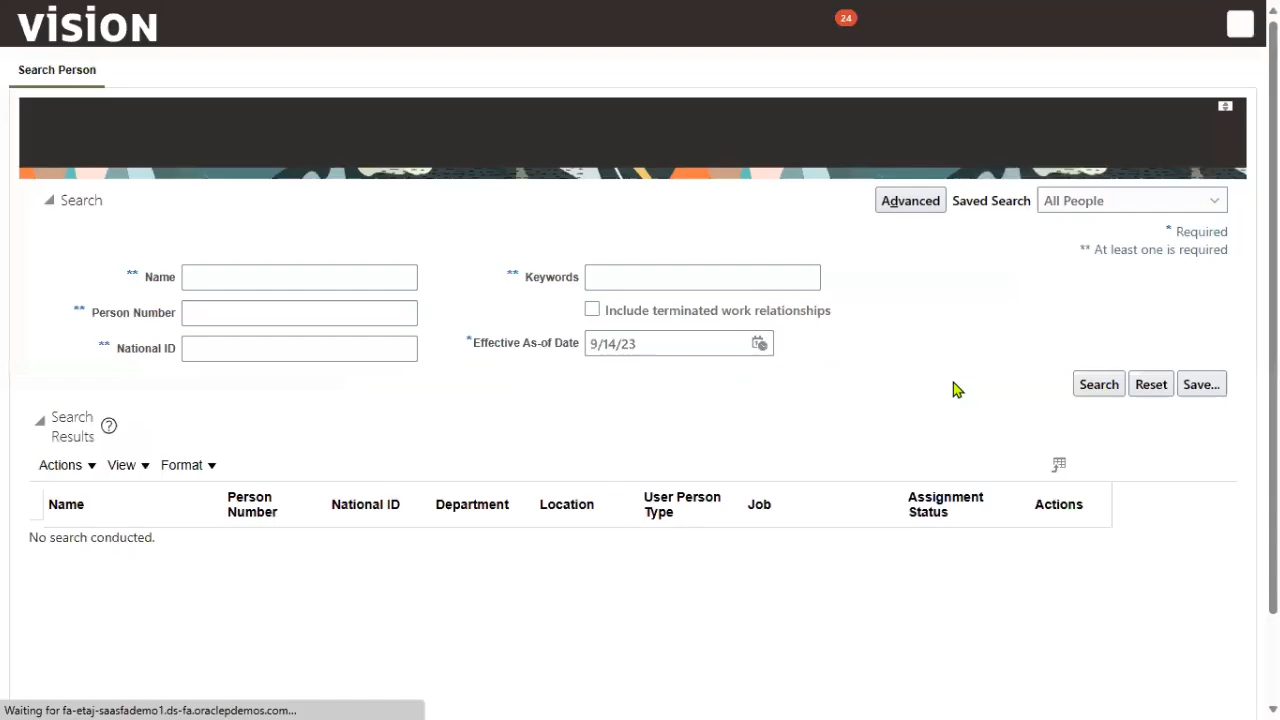 vision
24
Search Person
Search
Advanced
Saved Search
All People
* Required
** At least one is required
** Name
** Keywords
** Person Number
Include terminated work relationships
** National ID
*Effective As-of Date
9/14/23
Search
Reset
Save...
Search
Results
?
Actions
View
Format
Name
Person
Number
National ID
Department
Location
User Person
Type
Job
Assignment
Status
Actions
No search conducted.
Waiting for fa-etaj-saasfademo1.ds-fa.oraclepdemos.com...